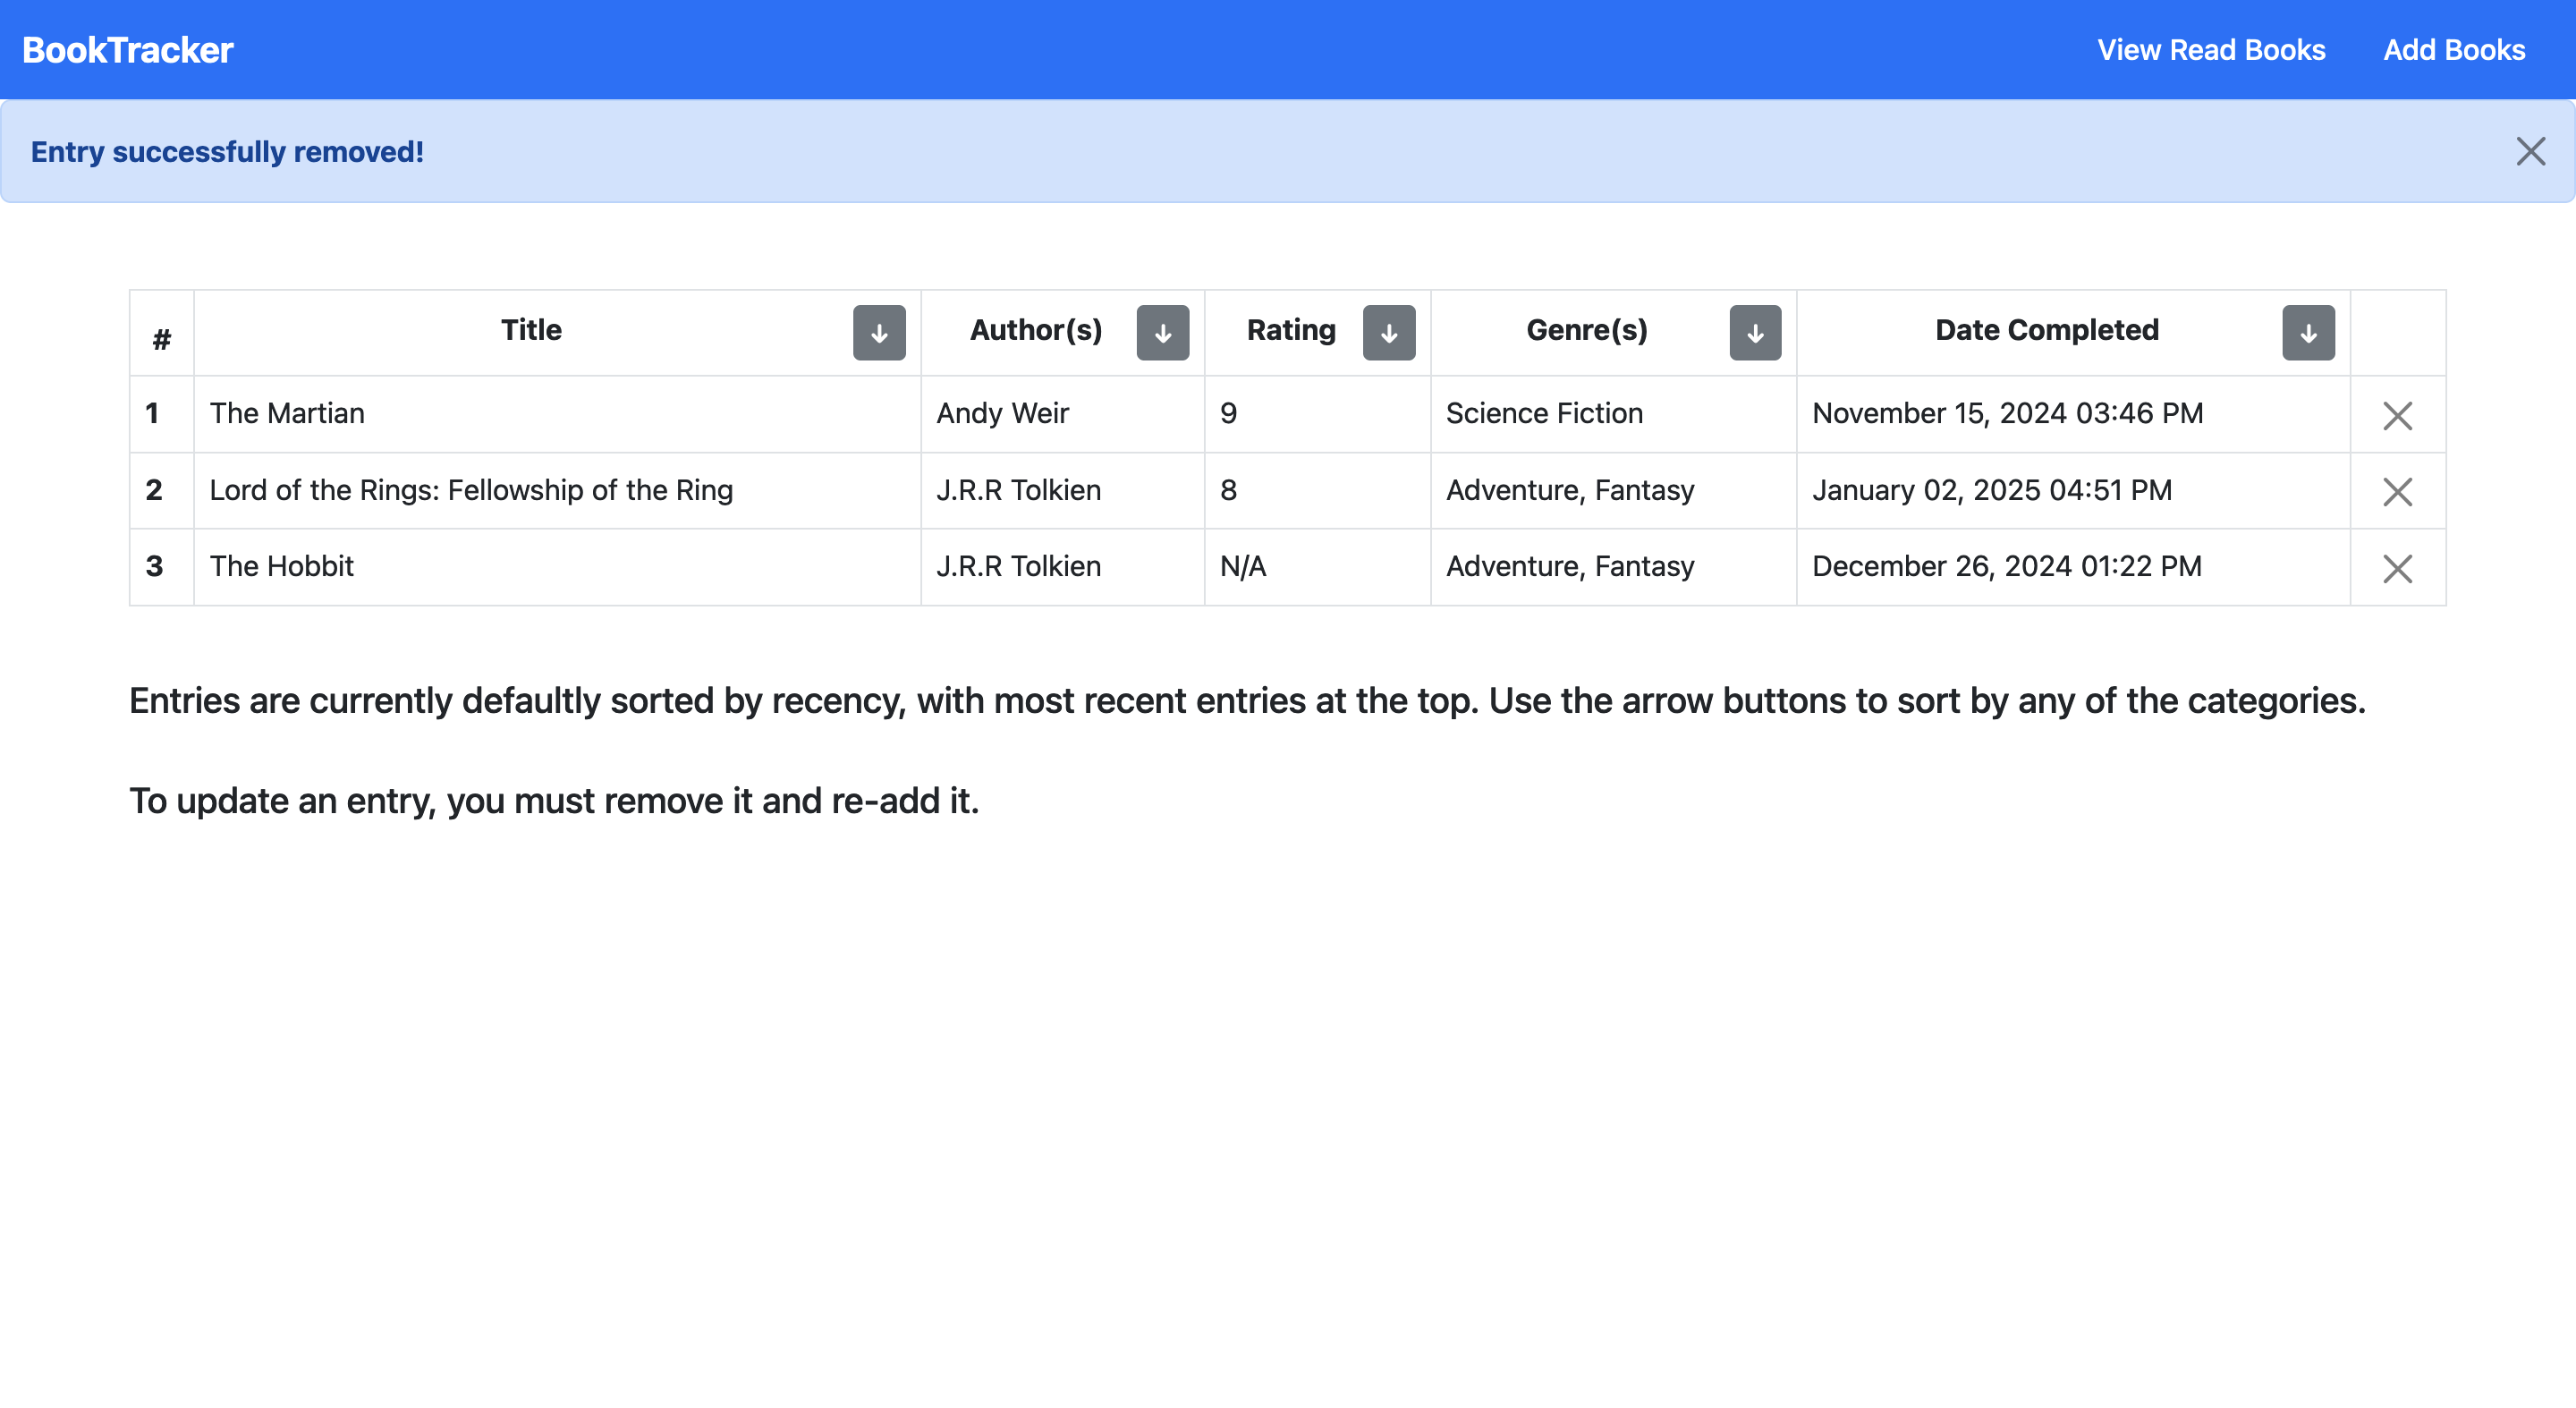 BookTracker View Read Books Add Books
Entry successfully removed!
# Title Author(s) Rating Genre(s) Date Completed
1 The Martian Andy Weir 9 Science Fiction November 15, 2024 03:46 PM
2 Lord of the Rings: Fellowship of the Ring J.R.R Tolkien 8 Adventure, Fantasy January 02, 2025 04:51 PM
3 The Hobbit J.R.R Tolkien N/A Adventure, Fantasy December 26, 2024 01:22 PM
Entries are currently defaultly sorted by recency, with most recent entries at the top. Use the arrow buttons to sort by any of the categories.
To update an entry, you must remove it and re-add it.